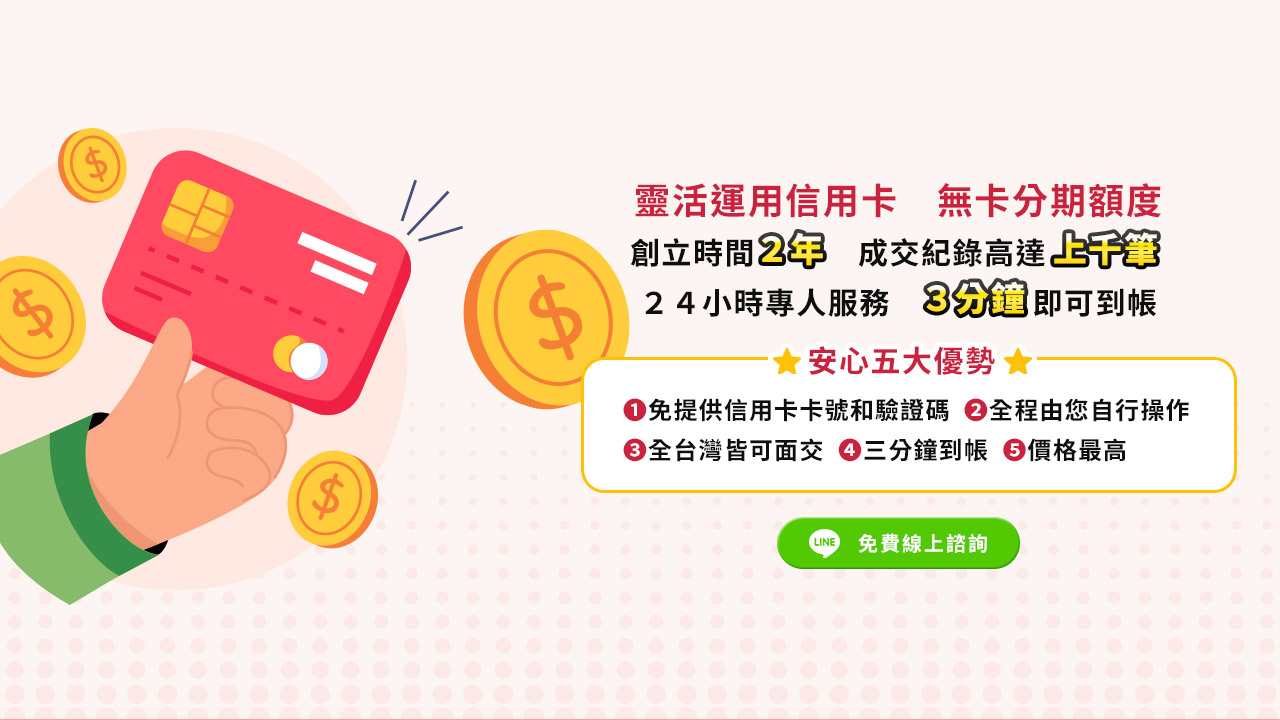 靈活運用信用卡　無卡分期額度
創立時間2年　成交紀錄高達上千筆
２４小時專人服務　3分鐘即可到帳
安心五大優勢
❶免提供信用卡卡號和驗證碼 ❷全程由您自行操作
❸全台灣皆可面交 ❹三分鐘到帳 ❺價格最高
LINE 免費線上諮詢